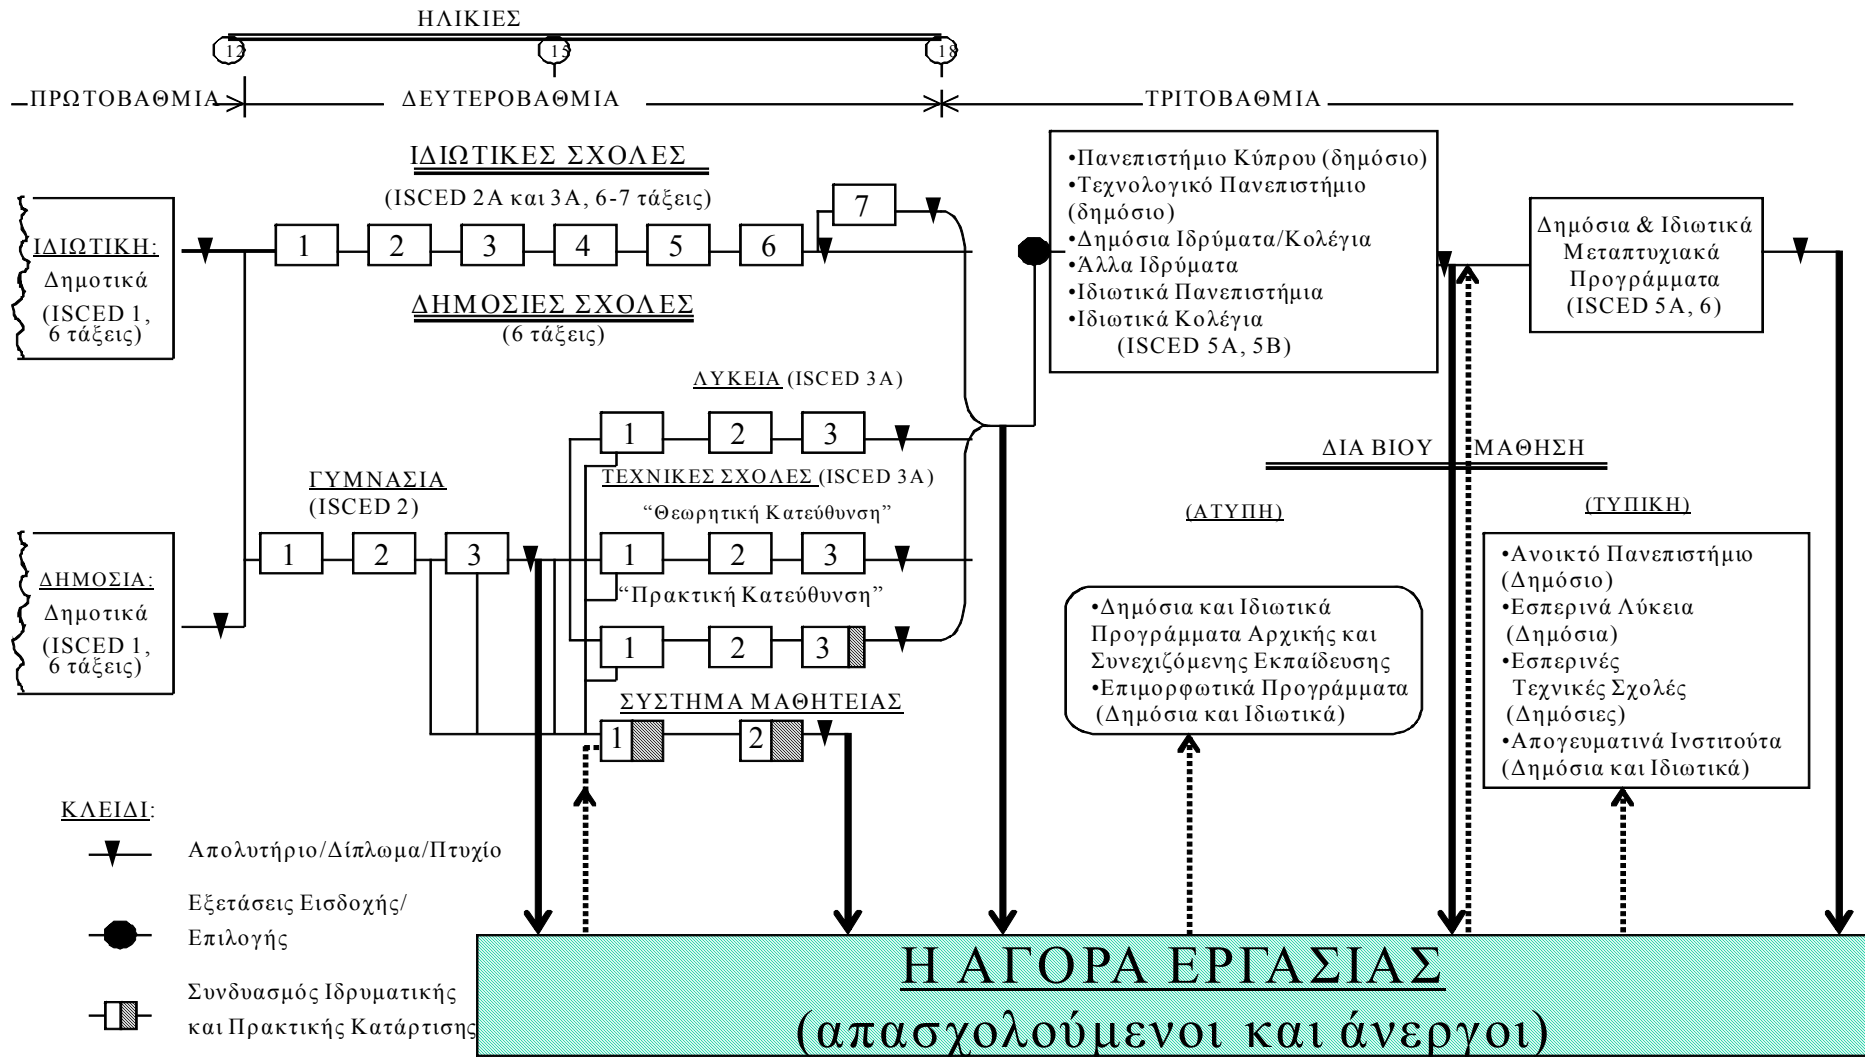 ΗΛΙΚΙΕΣ
12
15
18
ΠΡΩΤΟΒΑΘΜΙΑ
ΔΕΥΤΕΡΟΒΑΘΜΙΑ
ΤΡΙΤΟΒΑΘΜΙΑ
ΙΔΙΩΤΙΚΕΣ ΣΧΟΛΕΣ
(ISCED 2A και 3A, 6-7 τάξεις)
ΙΔΙΩΤΙΚΗ:
Δημοτικά
(ISCED 1,
6 τάξεις)
1
2
3
4
5
6
7
ΔΗΜΟΣΙΕΣ ΣΧΟΛΕΣ
(6 τάξεις)
•Πανεπιστήμιο Κύπρου (δημόσιο)
•Τεχνολογικό Πανεπιστήμιο
(δημόσιο)
•Δημόσια Ιδρύματα/Κολέγια
•Άλλα Ιδρύματα
•Ιδιωτικά Πανεπιστήμια
•Ιδιωτικά Κολέγια
(ISCED 5A, 5B)
Δημόσια & Ιδιωτικά
Μεταπτυχιακά
Προγράμματα
(ISCED 5A, 6)
ΛΥΚΕΙΑ (ISCED 3A)
1
2
3
ΓΥΜΝΑΣΙΑ
(ISCED 2)
ΤΕΧΝΙΚΕΣ ΣΧΟΛΕΣ (ISCED 3A)
“Θεωρητική Κατεύθυνση”
ΔΗΜΟΣΙΑ:
Δημοτικά
(ISCED 1,
6 τάξεις)
1
2
3
1
2
3
“Πρακτική Κατεύθυνση”
1
2
3
ΣΥΣΤΗΜΑ ΜΑΘΗΤΕΙΑΣ
1
2
ΔΙΑ ΒΙΟΥ ΜΑΘΗΣΗ
(ΑΤΥΠΗ)
(ΤΥΠΙΚΗ)
•Δημόσια και Ιδιωτικά
Προγράμματα Αρχικής και
Συνεχιζόμενης Εκπαίδευσης
•Επιμορφωτικά Προγράμματα
(Δημόσια και Ιδιωτικά)
•Ανοικτό Πανεπιστήμιο
(Δημόσιο)
•Εσπερινά Λύκεια
(Δημόσια)
•Εσπερινές
Τεχνικές Σχολές
(Δημόσιες)
•Απογευματινά Ινστιτούτα
(Δημόσια και Ιδιωτικά)
ΚΛΕΙΔΙ:
Απολυτήριο/Δίπλωμα/Πτυχίο
Εξετάσεις Εισδοχής/
Επιλογής
Συνδυασμός Ιδρυματικής
και Πρακτικής Κατάρτισης
Η ΑΓΟΡΑ ΕΡΓΑΣΙΑΣ
(απασχολούμενοι και άνεργοι)